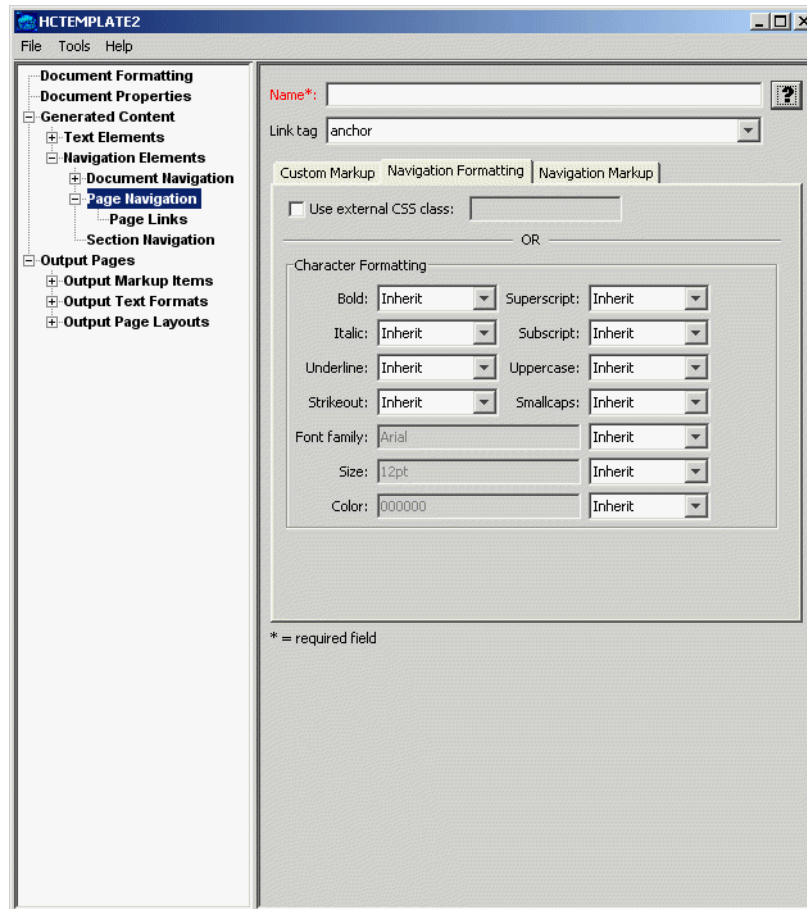 HCTEMPLATE2
File Tools Help
Document Formatting
Document Properties
Generated Content
Text Elements
Navigation Elements
Document Navigation
Page Navigation
Page Links
Section Navigation
Output Pages
Output Markup Items
Output Text Formats
Output Page Layouts
Name*:
?
Link tag anchor
Custom Markup Navigation Formatting Navigation Markup
Use external CSS class:
OR
Character Formatting
Bold: Inherit Superscript: Inherit
Italic: Inherit Subscript: Inherit
Underline: Inherit Uppercase: Inherit
Strikeout: Inherit Smallcaps: Inherit
Font family: Arial Inherit
Size: 12pt Inherit
Color: 000000 Inherit
* = required field